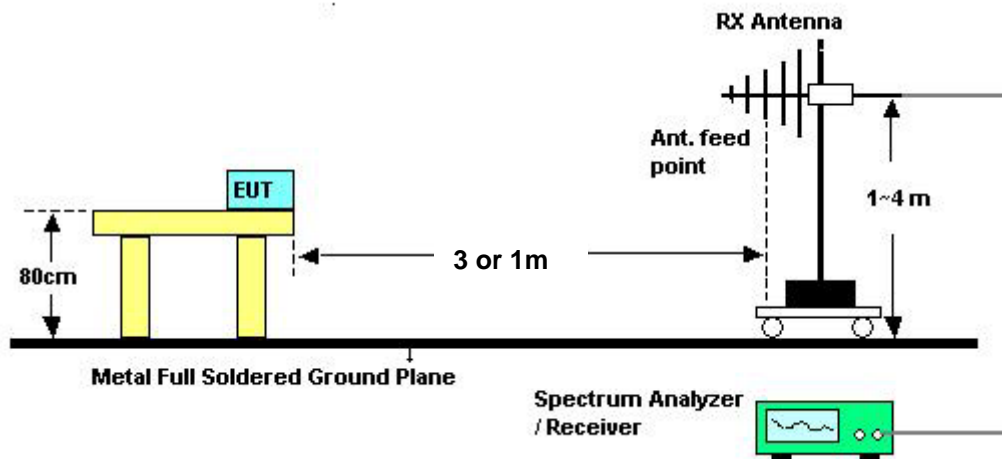 RX Antenna
Ant. feed
point
EUT
1~4 m
3 or 1m
80cm
Metal Full Soldered Ground Plane
Spectrum Analyzer
/ Receiver